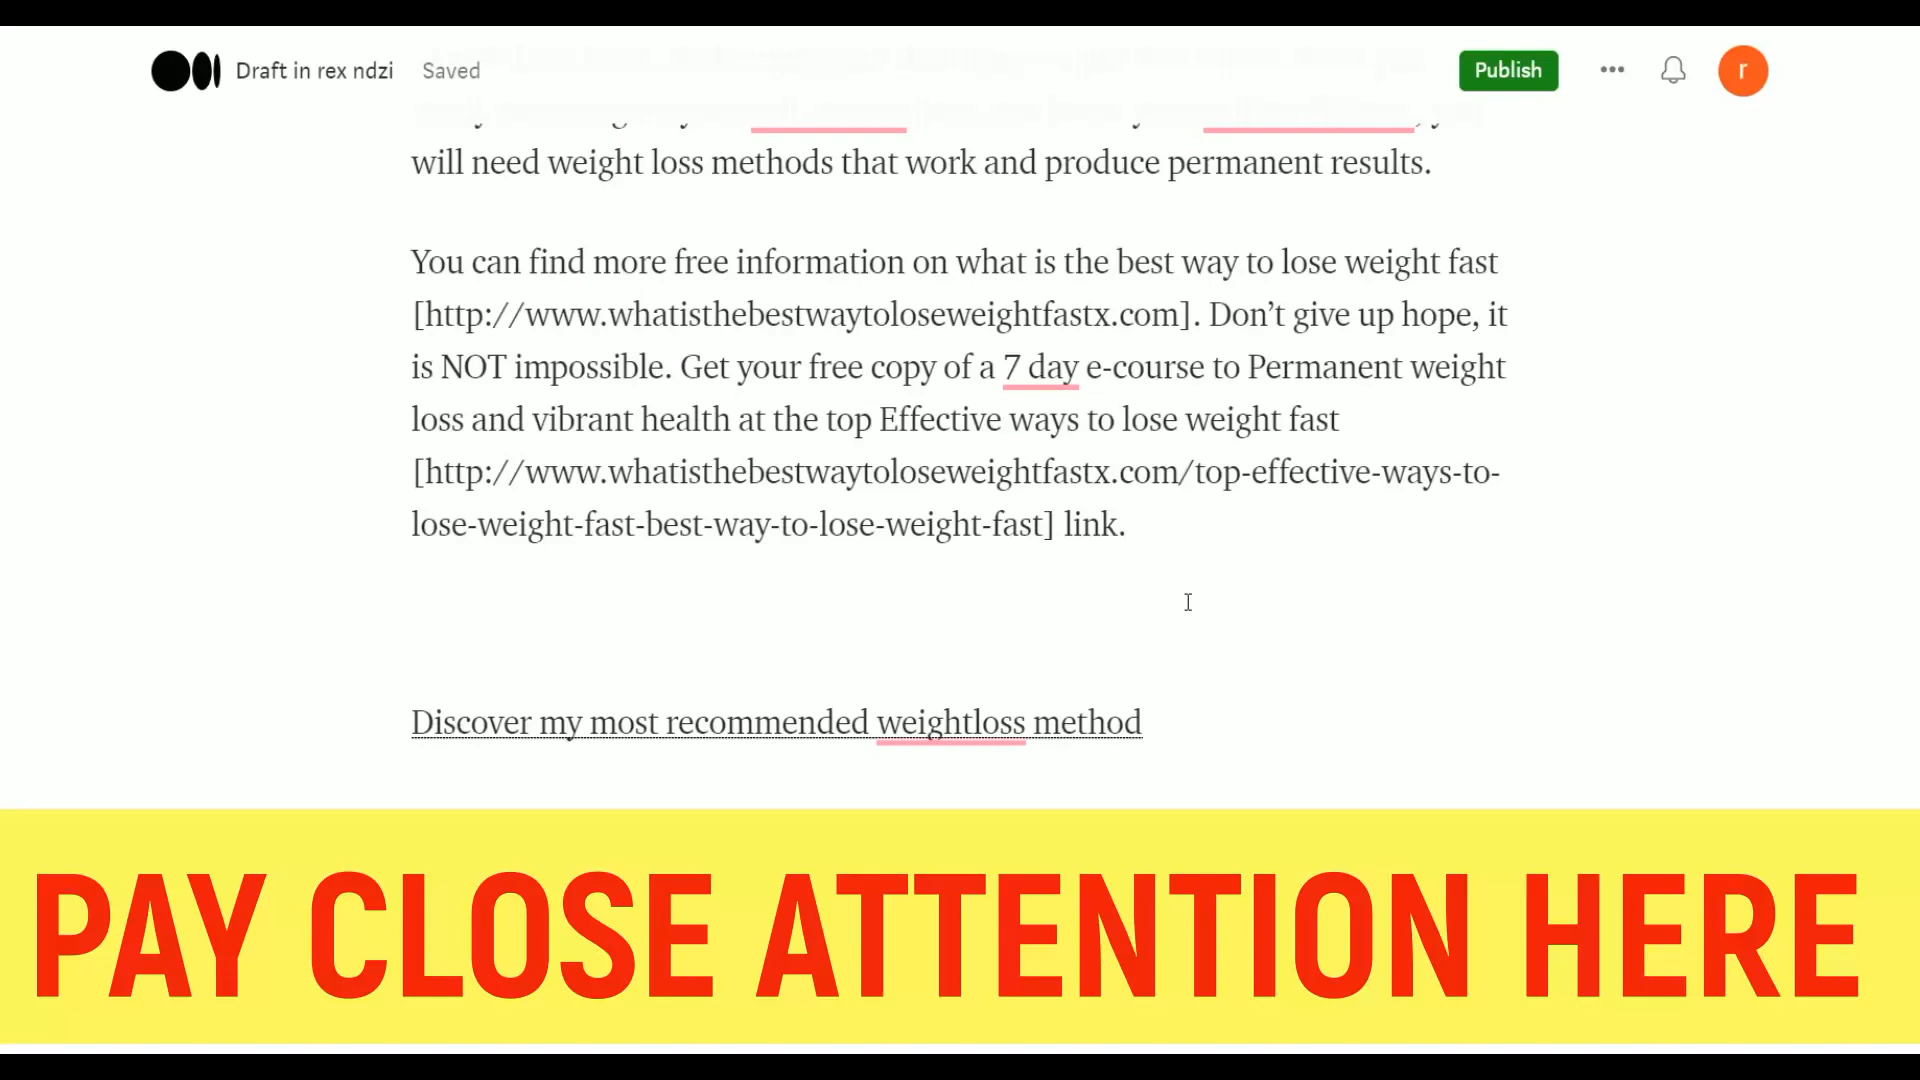 Draft in rex ndzi Saved Publish r
will need weight loss methods that work and produce permanent results.
You can find more free information on what is the best way to lose weight fast
[http://www.whatisthebestwaytoloseweightfastx.com]. Don’t give up hope, it
is NOT impossible. Get your free copy of a 7 day e-course to Permanent weight
loss and vibrant health at the top Effective ways to lose weight fast
[http://www.whatisthebestwaytoloseweightfastx.com/top-effective-ways-to-
lose-weight-fast-best-way-to-lose-weight-fast] link.
Discover my most recommended weightloss method
PAY CLOSE ATTENTION HERE